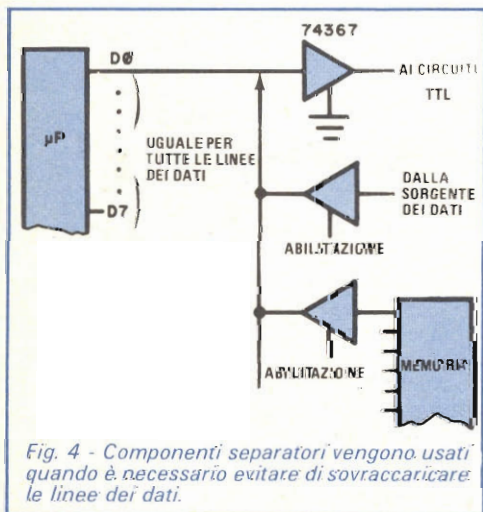 74367
D0
AI CIRCUITI
TTL
µP
UGUALE PER
TUTTE LE LINEE
DEI DATI
DALLA
SORGENTE
DEI DATI
D7
ABILITAZIONE
ABILITAZIONE
MEMORIA
Fig. 4 - Componenti separatori vengono usati
quando è necessario evitare di sovraccaricare
le linee dei dati.